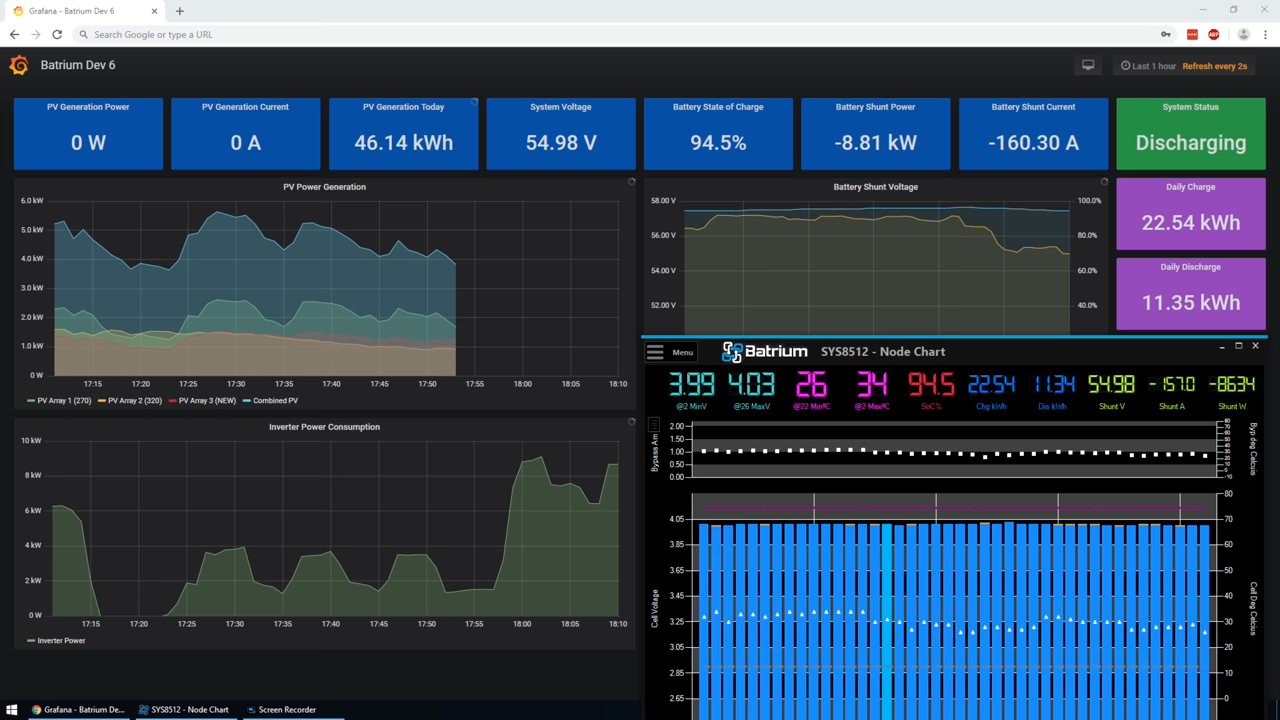 Grafana - Batrium Dev 6
Search Google or type a URL
ABP
Batrium Dev 6
Last 1 hour Refresh every 2s
PV Generation Power
0 W
PV Generation Current
0 A
PV Generation Today
46.14 kWh
System Voltage
54.98 V
Battery State of Charge
94.5%
Battery Shunt Power
-8.81 kW
Battery Shunt Current
-160.30 A
System Status
Discharging
PV Power Generation
6.0 kW
5.0 kW
4.0 kW
3.0 kW
2.0 kW
1.0 kW
0 W
17:15 17:20 17:25 17:30 17:35 17:40 17:45 17:50 17:55 18:00 18:05 18:10
PV Array 1 (270) PV Array 2 (320) PV Array 3 (NEW) Combined PV
Battery Shunt Voltage
58.00 V 100.0%
56.00 V 80.0%
54.00 V 60.0%
52.00 V 40.0%
Daily Charge
22.54 kWh
Daily Discharge
11.35 kWh
Inverter Power Consumption
10 kW
8 kW
6 kW
4 kW
2 kW
0 W
17:15 17:20 17:25 17:30 17:35 17:40 17:45 17:50 17:55 18:00 18:05 18:10
Inverter Power
Menu
Batrium
SYS8512 - Node Chart
3.99 4.03 26 34 94.5 22.54 11.34 54.98 -157.0 -8634
@2 MinV @26 MaxV @22 MinºC @2 MaxºC SoC% Chg kWh Dis kWh Shunt V Shunt A Shunt W
Bypass Am
2.00
1.50
1.00
0.50
0.00
80
70
60
50
40
30
20
10
0
-10
Byp deg Celcius
Cell Voltage
4.05
3.85
3.65
3.45
3.25
3.05
2.85
2.65
80
70
60
50
40
30
20
10
0
Cell Deg Celcius
Grafana - Batrium De...
SYS8512 - Node Chart
Screen Recorder